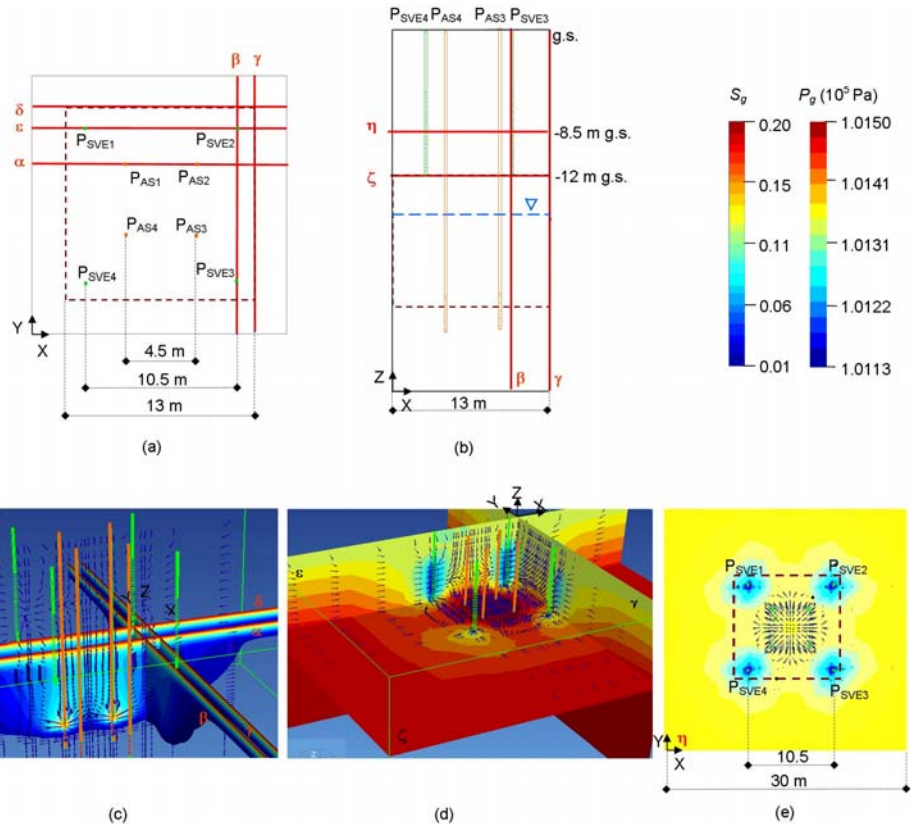 β γ
δ
ε
P_SVE1 P_SVE2
α
P_AS1 P_AS2
P_AS4 P_AS3
P_SVE4 P_SVE3
Y
X
4.5 m
10.5 m
13 m
(a)
P_SVE4 P_AS4 P_AS3 P_SVE3
g.s.
η
-8.5 m g.s.
ζ
-12 m g.s.
Z
X
β γ
13 m
(b)
S_g P_g (10⁵ Pa)
0.20 1.0150
0.15 1.0141
0.11 1.0131
0.06 1.0122
0.01 1.0113
Z
X
δ
α
β
(c)
Z
Y X
ε
γ
ζ
(d)
P_SVE1 P_SVE2
P_SVE4 P_SVE3
Y η
X
10.5
30 m
(e)